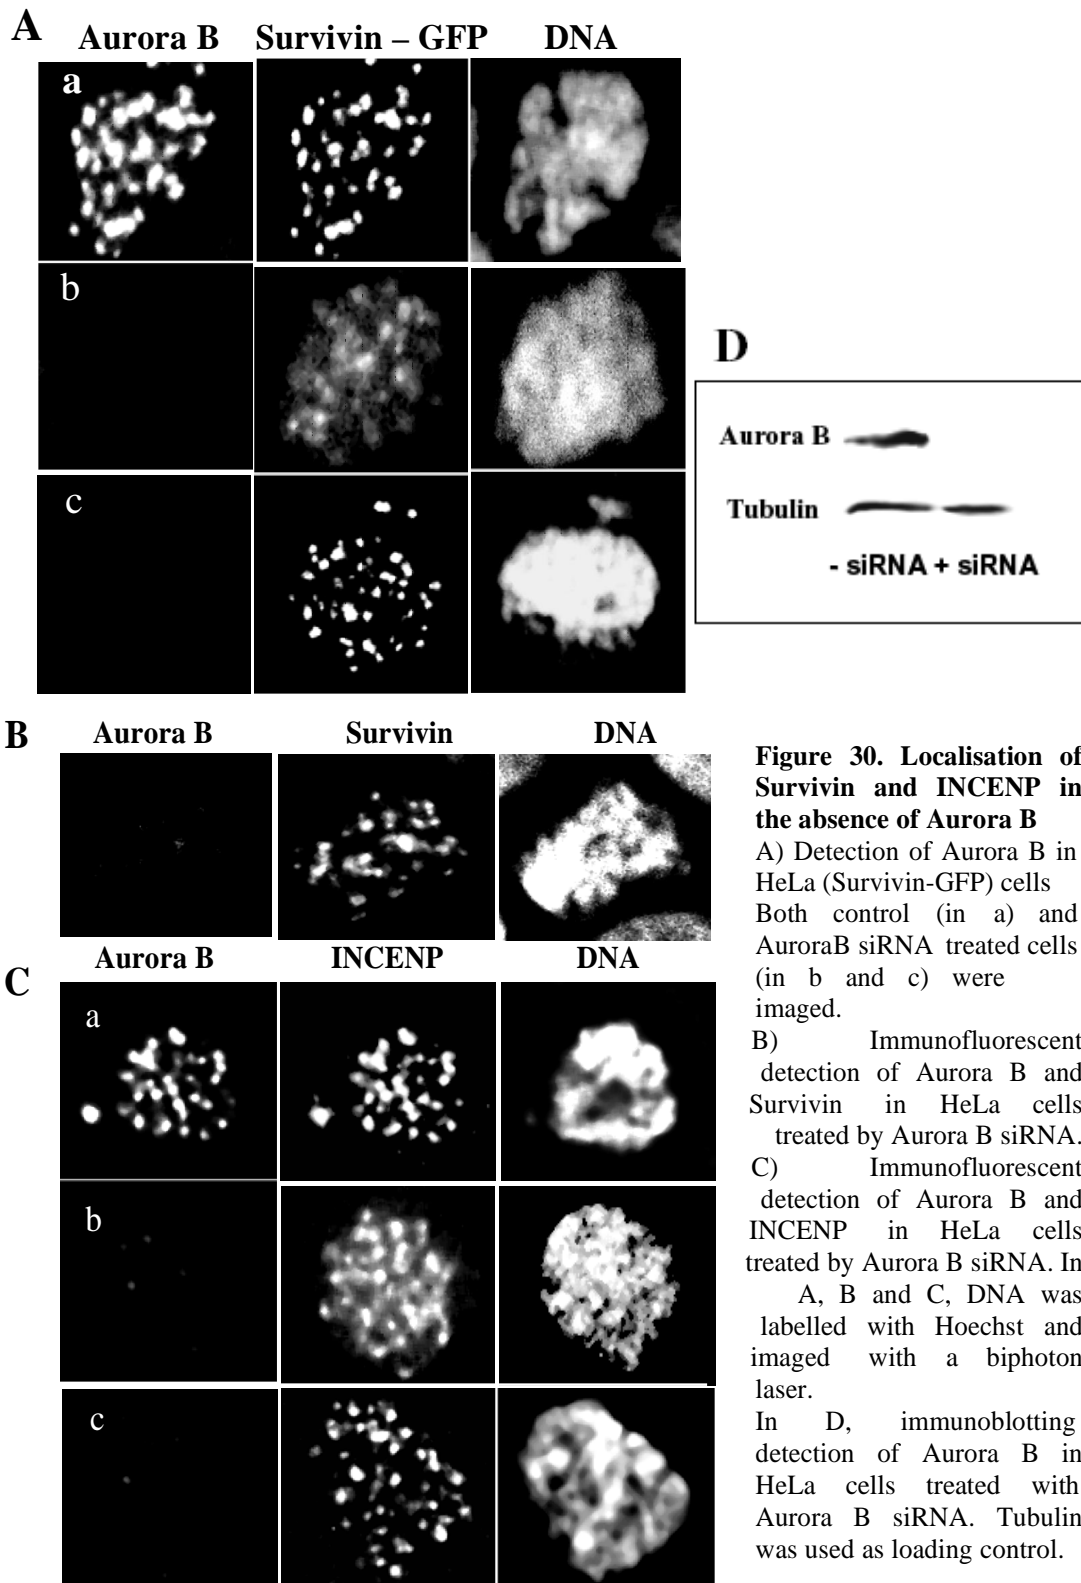 A
Aurora B Survivin – GFP DNA
a
b
c
D
Aurora B
Tubulin
- siRNA + siRNA
B
Aurora B Survivin DNA
C
Aurora B INCENP DNA
a
b
c
Figure 30. Localisation of
Survivin and INCENP in
the absence of Aurora B
A) Detection of Aurora B in
HeLa (Survivin-GFP) cells
Both control (in a) and
AuroraB siRNA treated cells
(in b and c) were
imaged.
B) Immunofluorescent
detection of Aurora B and
Survivin in HeLa cells
treated by Aurora B siRNA.
C) Immunofluorescent
detection of Aurora B and
INCENP in HeLa cells
treated by Aurora B siRNA. In
A, B and C, DNA was
labelled with Hoechst and
imaged with a biphoton
laser.
In D, immunoblotting
detection of Aurora B in
HeLa cells treated with
Aurora B siRNA. Tubulin
was used as loading control.